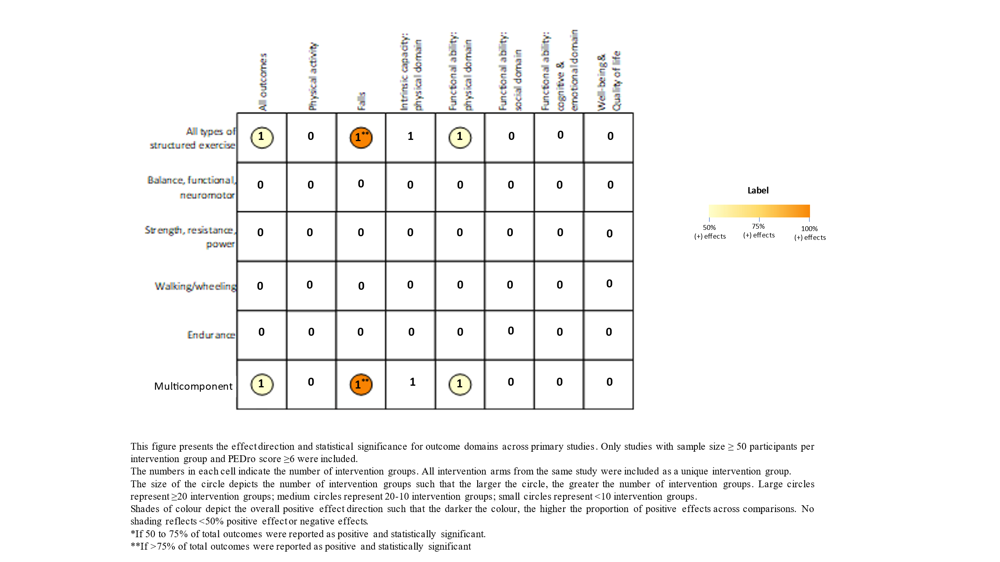 All outcomes
Physical activity
Falls
Intrinsic capacity:
physical domain
Functional ability:
physical domain
Functional ability:
social domain
Functional ability:
cognitive &
emotional domain
Well-being &
Quality of life
All types of
structured exercise
1 0 1** 1 1 0 0 0
Balance, functional,
neuromotor
0 0 0 0 0 0 0 0
Strength, resistance,
power
0 0 0 0 0 0 0 0
Walking/wheeling
0 0 0 0 0 0 0 0
Endurance
0 0 0 0 0 0 0 0
Multicomponent
1 0 1** 1 1 0 0 0
Label
50%
(+) effects
75%
(+) effects
100%
(+) effects
This figure presents the effect direction and statistical significance for outcome domains across primary studies. Only studies with sample size ≥ 50 participants per
intervention group and PEDro score ≥6 were included.
The numbers in each cell indicate the number of intervention groups. All intervention arms from the same study were included as a unique intervention group.
The size of the circle depicts the number of intervention groups such that the larger the circle, the greater the number of intervention groups. Large circles
represent ≥20 intervention groups; medium circles represent 20-10 intervention groups; small circles represent <10 intervention groups.
Shades of colour depict the overall positive effect direction such that the darker the colour, the higher the proportion of positive effects across comparisons. No
shading reflects <50% positive effect or negative effects.
*If 50 to 75% of total outcomes were reported as positive and statistically significant.
**If >75% of total outcomes were reported as positive and statistically significant